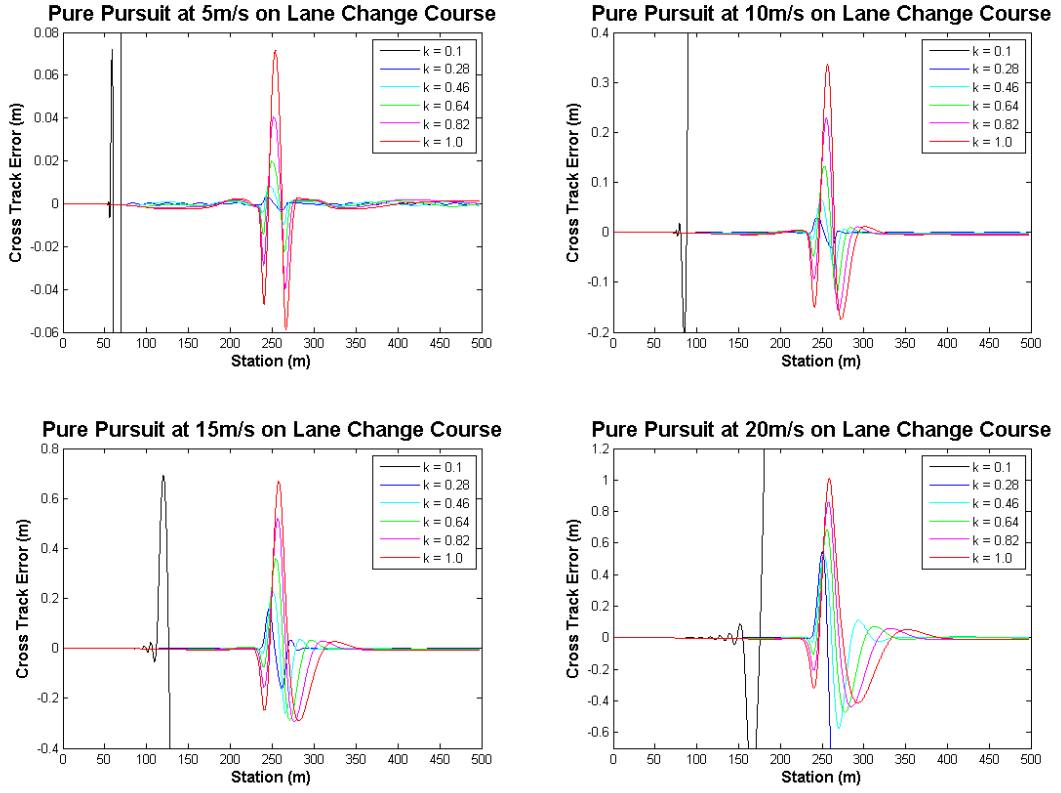 Pure Pursuit at 5m/s on Lane Change Course
0.08
0.06
0.04
0.02
0
-0.02
-0.04
-0.06
Cross Track Error (m)
k = 0.1
k = 0.28
k = 0.46
k = 0.64
k = 0.82
k = 1.0
0 50 100 150 200 250 300 350 400 450 500
Station (m)
Pure Pursuit at 10m/s on Lane Change Course
0.4
0.3
0.2
0.1
0
-0.1
-0.2
Cross Track Error (m)
k = 0.1
k = 0.28
k = 0.46
k = 0.64
k = 0.82
k = 1.0
0 50 100 150 200 250 300 350 400 450 500
Station (m)
Pure Pursuit at 15m/s on Lane Change Course
0.8
0.6
0.4
0.2
0
-0.2
-0.4
Cross Track Error (m)
k = 0.1
k = 0.28
k = 0.46
k = 0.64
k = 0.82
k = 1.0
0 50 100 150 200 250 300 350 400 450 500
Station (m)
Pure Pursuit at 20m/s on Lane Change Course
1.2
1
0.8
0.6
0.4
0.2
0
-0.2
-0.4
-0.6
Cross Track Error (m)
k = 0.1
k = 0.28
k = 0.46
k = 0.64
k = 0.82
k = 1.0
0 50 100 150 200 250 300 350 400 450 500
Station (m)